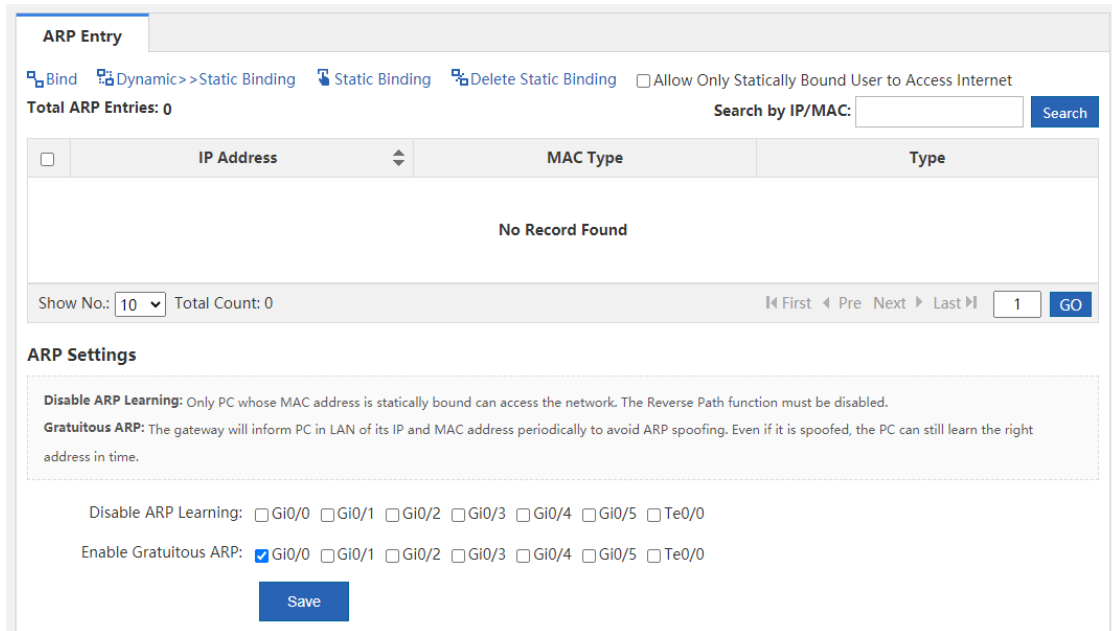 ARP Entry
Bind Dynamic>>Static Binding Static Binding Delete Static Binding Allow Only Statically Bound User to Access Internet
Total ARP Entries: 0 Search by IP/MAC: Search
IP Address MAC Type Type
No Record Found
Show No.: 10 Total Count: 0 First Pre Next Last 1 GO
ARP Settings
Disable ARP Learning: Only PC whose MAC address is statically bound can access the network. The Reverse Path function must be disabled.
Gratuitous ARP: The gateway will inform PC in LAN of its IP and MAC address periodically to avoid ARP spoofing. Even if it is spoofed, the PC can still learn the right
address in time.
Disable ARP Learning: Gi0/0 Gi0/1 Gi0/2 Gi0/3 Gi0/4 Gi0/5 Te0/0
Enable Gratuitous ARP: Gi0/0 Gi0/1 Gi0/2 Gi0/3 Gi0/4 Gi0/5 Te0/0
Save